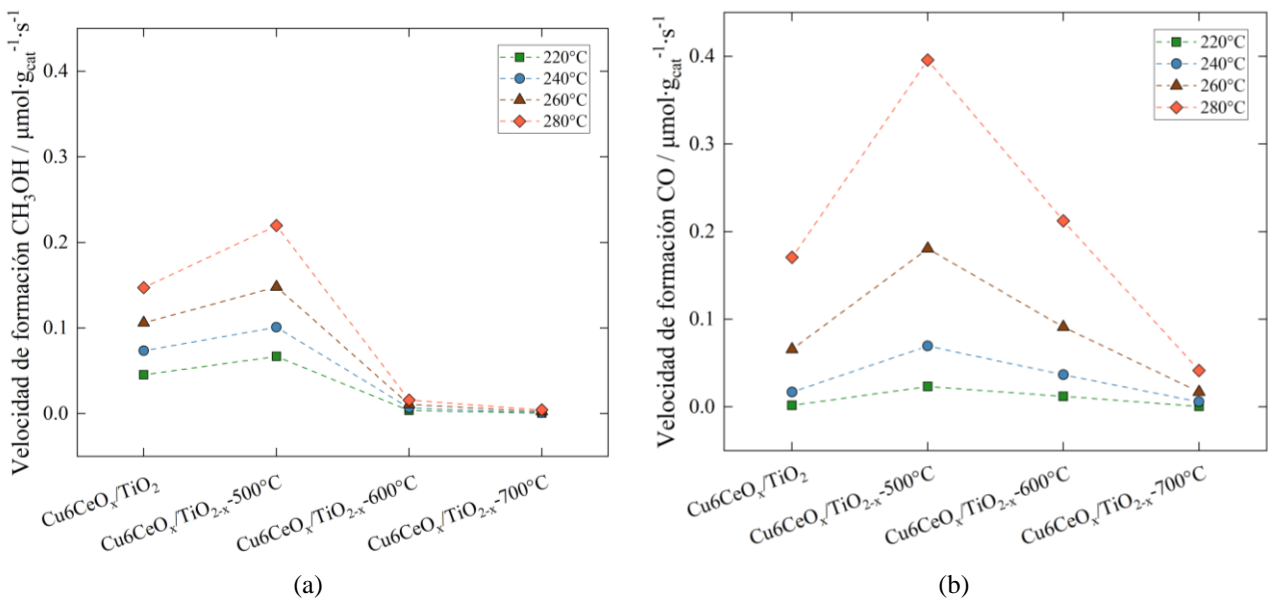 Velocidad de formación CH₃OH / μmol·g_cat⁻¹·s⁻¹
0.4
0.3
0.2
0.1
0.0
220°C
240°C
260°C
280°C
Cu6CeOₓ/TiO₂
Cu6CeOₓ/TiO₂₋ₓ-500°C
Cu6CeOₓ/TiO₂₋ₓ-600°C
Cu6CeOₓ/TiO₂₋ₓ-700°C
(a)
Velocidad de formación CO / μmol·g_cat⁻¹·s⁻¹
0.4
0.3
0.2
0.1
0.0
220°C
240°C
260°C
280°C
Cu6CeOₓ/TiO₂
Cu6CeOₓ/TiO₂₋ₓ-500°C
Cu6CeOₓ/TiO₂₋ₓ-600°C
Cu6CeOₓ/TiO₂₋ₓ-700°C
(b)